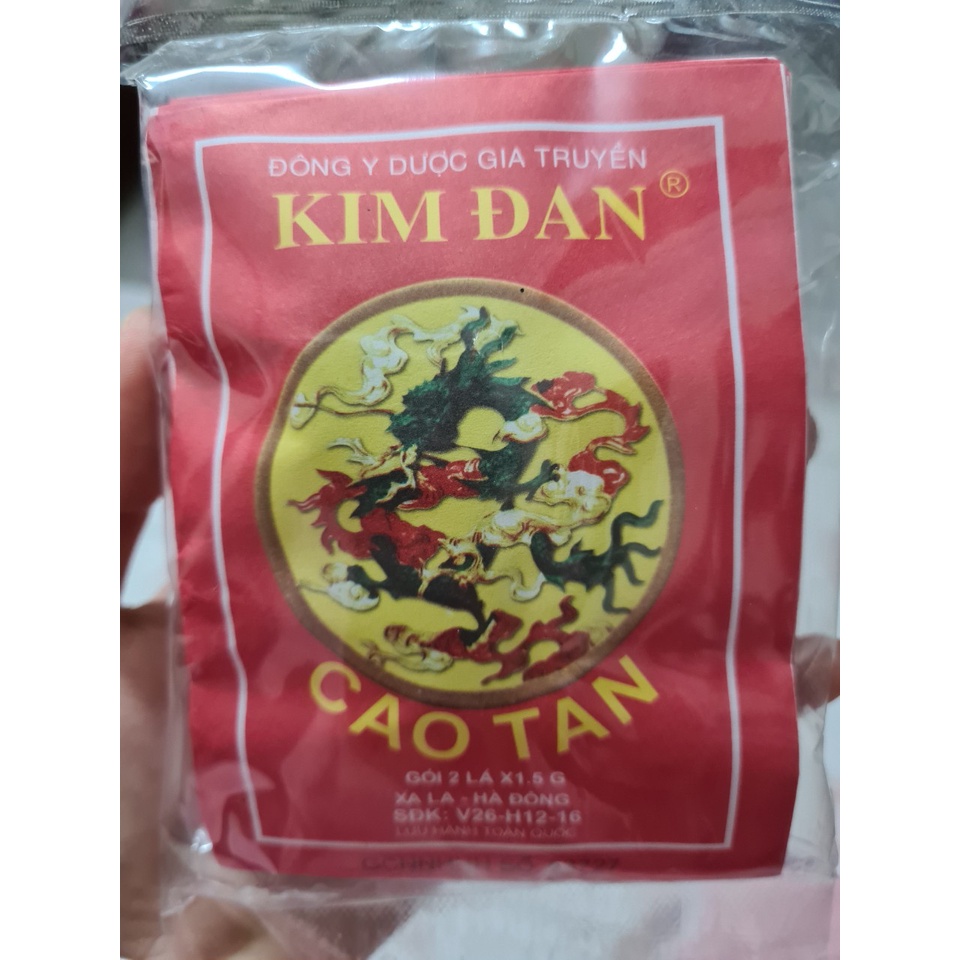 ĐÔNG Y DƯỢC GIA TRUYỀN
KIM ĐAN ®
CAO TAN
GÓI 2 LÁ X1.5 G
XA LA - HÀ ĐÔNG
SĐK: V26-H12-16
LƯU HÀNH TOÀN QUỐC